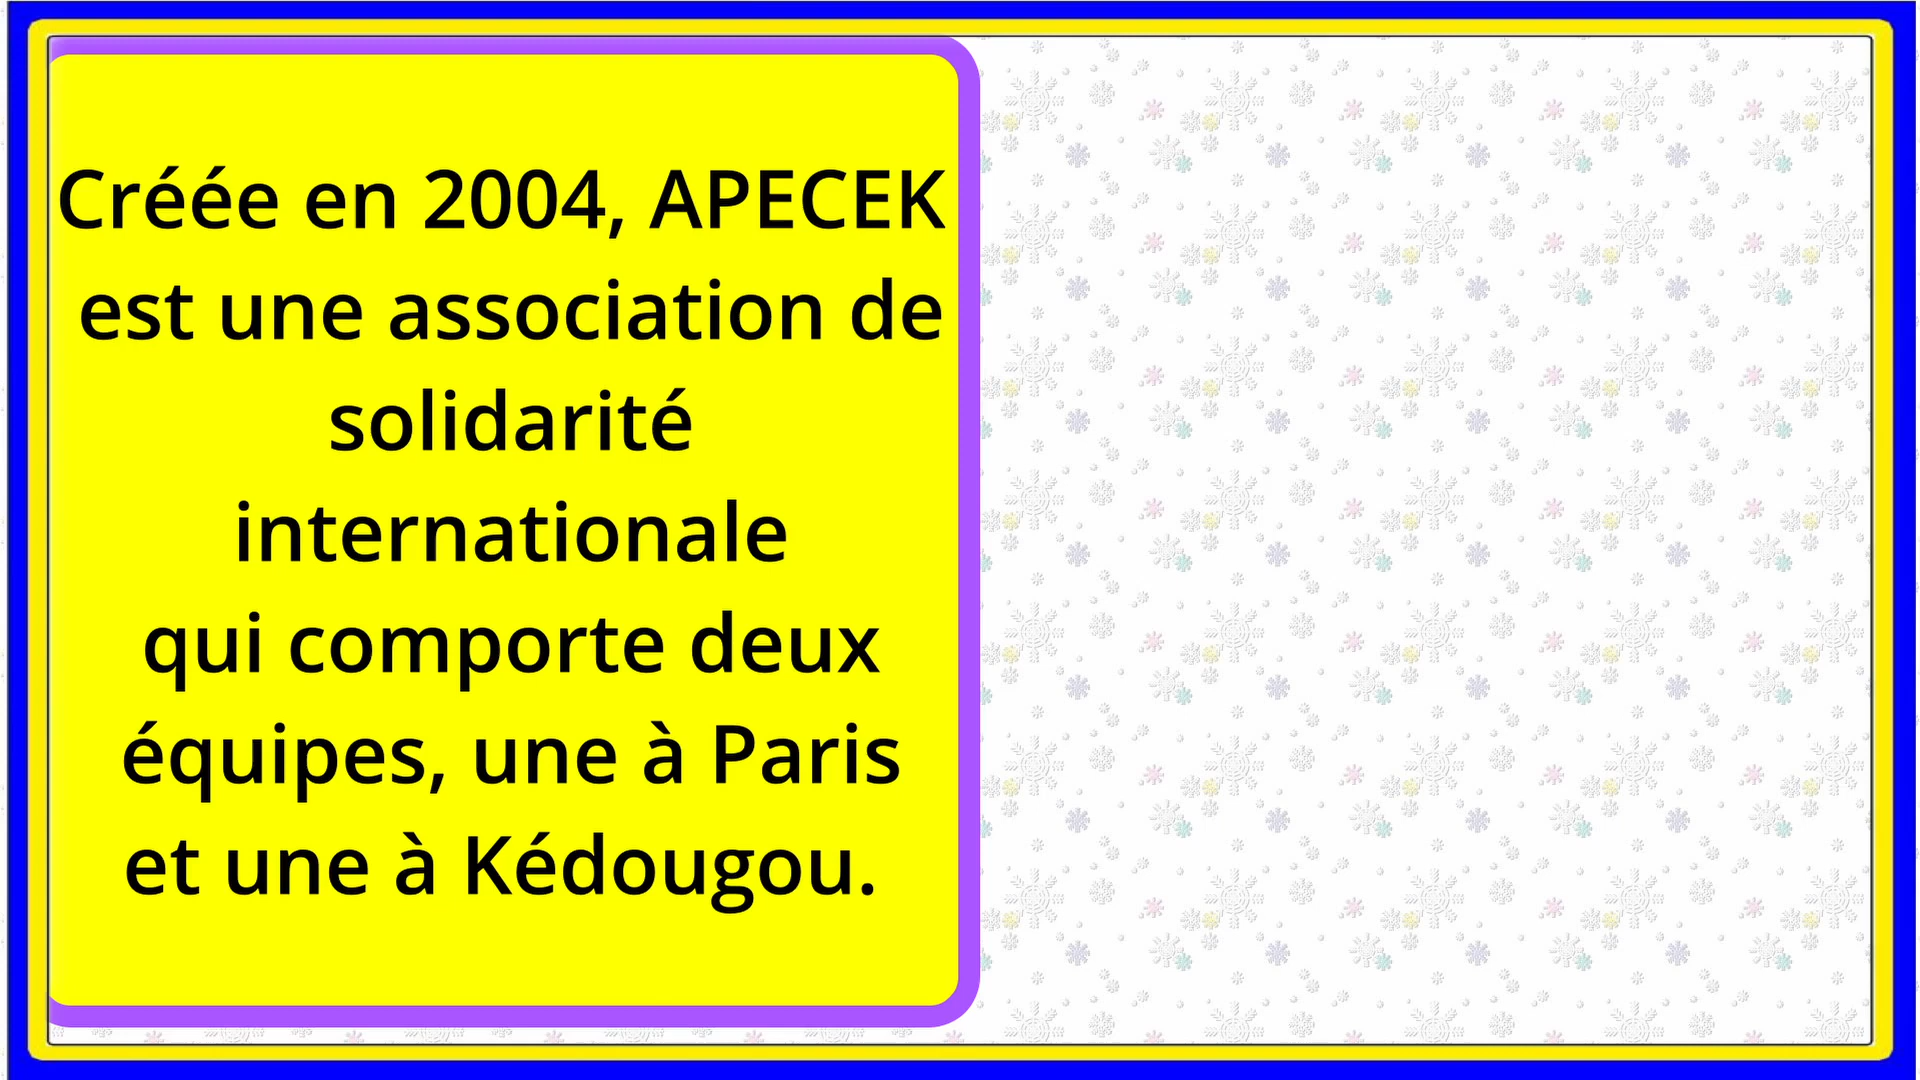 Créée en 2004, APECEK
est une association de
solidarité
internationale
qui comporte deux
équipes, une à Paris
et une à Kédougou.